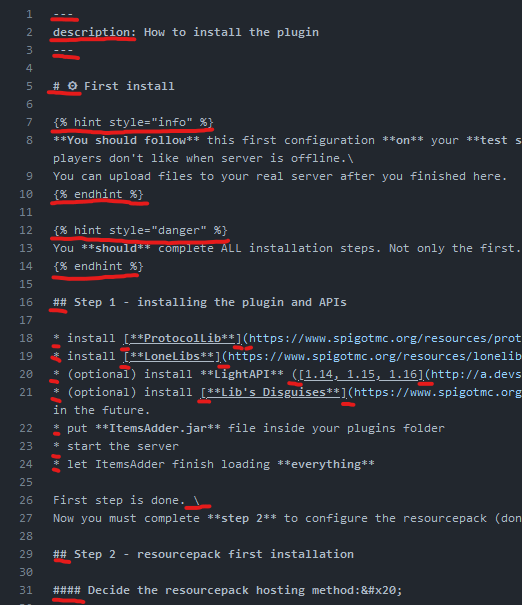 1 ---
2 description: How to install the plugin
3 ---
4
5 # ⚙ First install
6
7 {% hint style="info" %}
8 **You should follow** this first configuration **on** your **test s
players don't like when server is offline.\
9 You can upload files to your real server after you finished here.
10 {% endhint %}
11
12 {% hint style="danger" %}
13 You **should** complete ALL installation steps. Not only the first.
14 {% endhint %}
15
16 ## Step 1 - installing the plugin and APIs
17
18 * install [**ProtocolLib**](https://www.spigotmc.org/resources/prot
19 * install [**LoneLibs**](https://www.spigotmc.org/resources/lonelib
20 * (optional) install **LightAPI** ([1.14, 1.15, 1.16](http://a.devs
21 * (optional) install [**Lib's Disguises**](https://www.spigotmc.org
in the future.
22 * put **ItemsAdder.jar** file inside your plugins folder
23 * start the server
24 * let ItemsAdder finish loading **everything**
25
26 First step is done. \
27 Now you must complete **step 2** to configure the resourcepack (don
28
29 ## Step 2 - resourcepack first installation
30
31 #### Decide the resourcepack hosting method:&#x20;